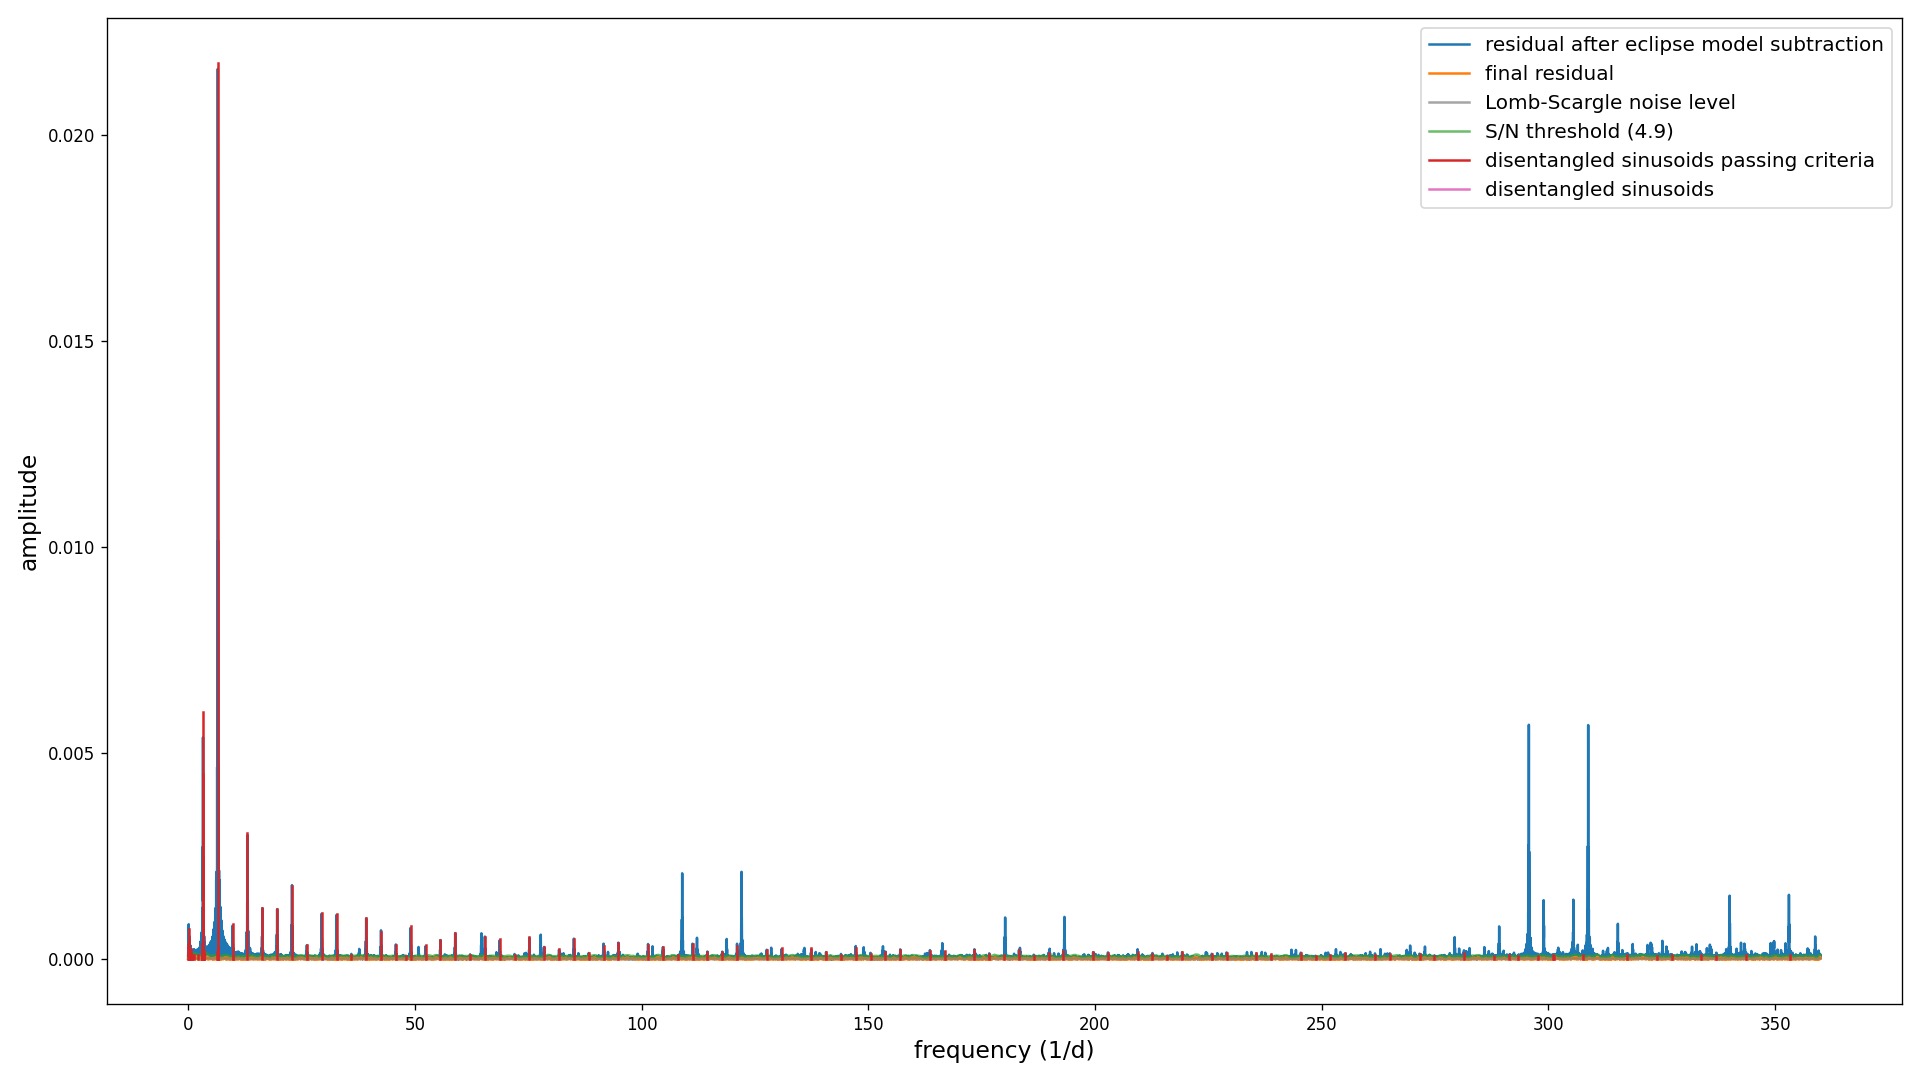 residual after eclipse model subtraction
final residual
Lomb-Scargle noise level
S/N threshold (4.9)
disentangled sinusoids passing criteria
disentangled sinusoids
0.020
0.015
0.010
0.005
0.000
amplitude
0 50 100 150 200 250 300 350
frequency (1/d)